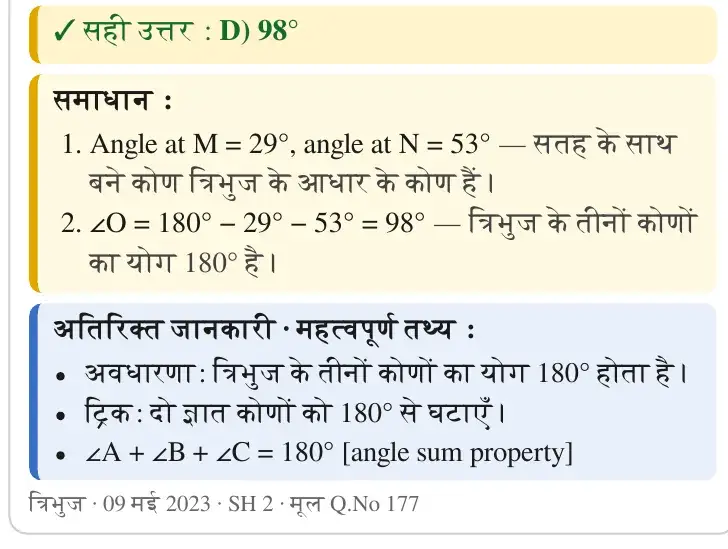 ✓ सही उत्तर : D) 98°
समाधान :
1. Angle at M = 29°, angle at N = 53° — सतह के साथ
बने कोण त्रिभुज के आधार के कोण हैं।
2. ∠O = 180° − 29° − 53° = 98° — त्रिभुज के तीनों कोणों
का योग 180° है।
अतिरिक्त जानकारी · महत्वपूर्ण तथ्य :
• अवधारणा : त्रिभुज के तीनों कोणों का योग 180° होता है।
• ट्रिक : दो ज्ञात कोणों को 180° से घटाएँ।
• ∠A + ∠B + ∠C = 180° [angle sum property]
त्रिभुज · 09 मई 2023 · SH 2 · मूल Q.No 177